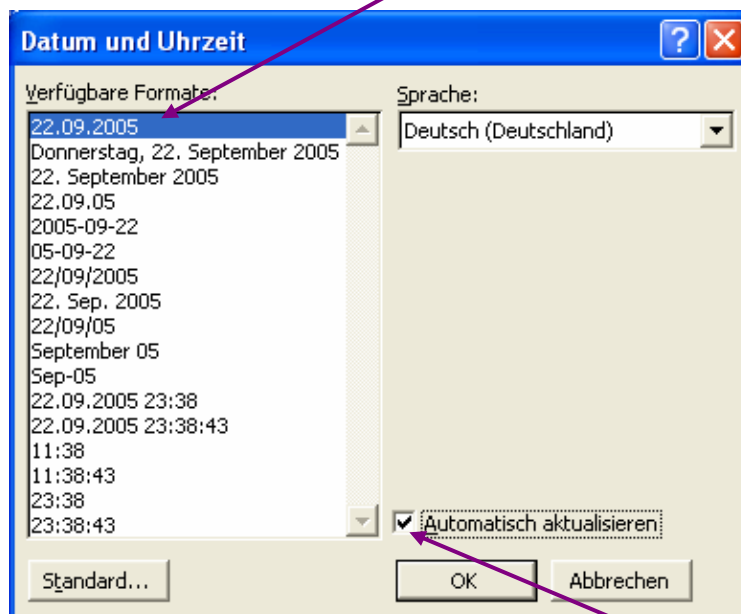 Datum und Uhrzeit
Verfügbare Formate:
22.09.2005
Donnerstag, 22. September 2005
22. September 2005
22.09.05
2005-09-22
05-09-22
22/09/2005
22. Sep. 2005
22/09/05
September 05
Sep-05
22.09.2005 23:38
22.09.2005 23:38:43
11:38
11:38:43
23:38
23:38:43
Sprache:
Deutsch (Deutschland)
Automatisch aktualisieren
Standard...
OK
Abbrechen